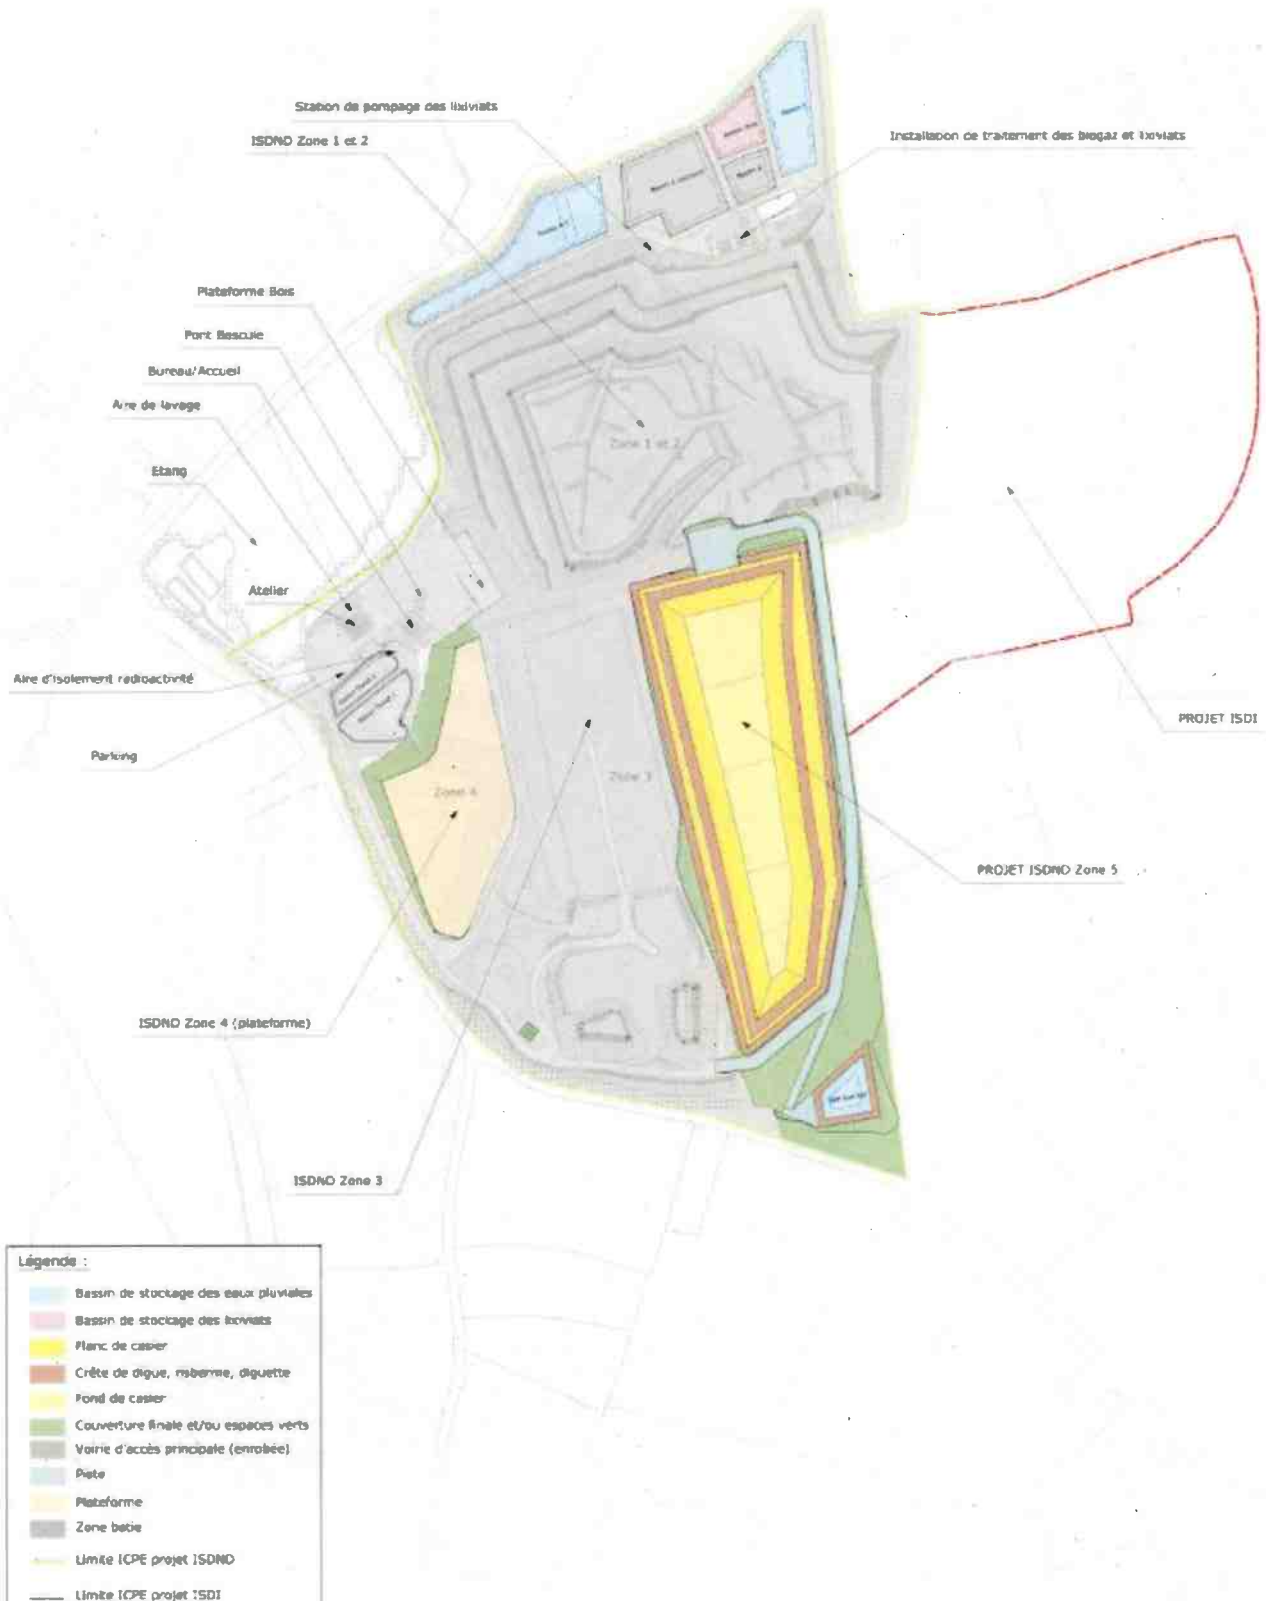 Station de pompage des lixiviats
ISDND Zone 1 et 2
Installation de traitement des biogaz et lixiviats
Plateforme Bois
Pont Bascule
Bureau/Accueil
Aire de lavage
Etang
Zone 1 et 2
Atelier
Aire d'isolement radioactivité
PROJET ISDI
Parking
Zone 3
Zone 4
PROJET ISDND Zone 5
ISDND Zone 4 (plateforme)
ISDND Zone 3
Légende :
Bassin de stockage des eaux pluviales
Bassin de stockage des lixiviats
Flanc de casier
Crête de digue, risberme, diguette
Fond de casier
Couverture finale et/ou espaces verts
Voirie d'accès principale (enrobée)
Piste
Plateforme
Zone batie
Limite ICPE projet ISDND
Limite ICPE projet ISDI